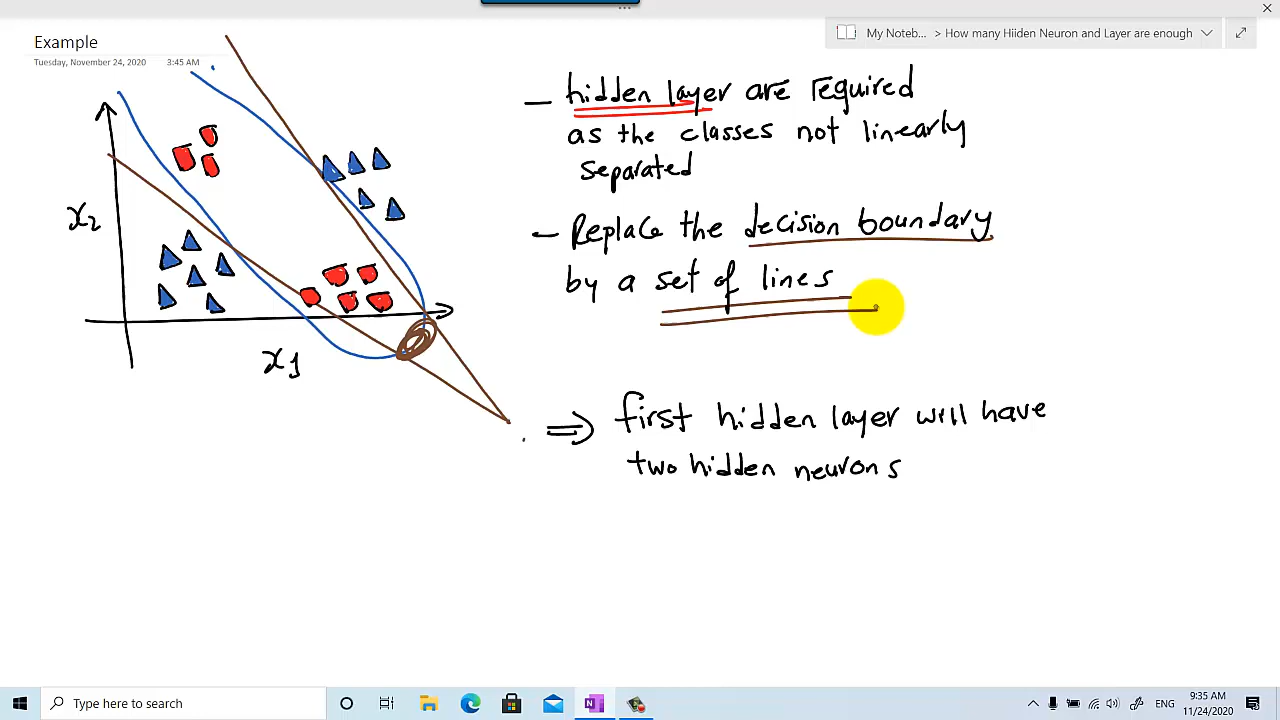 Example
Tuesday, November 24, 2020 3:45 AM
My Noteb... > How many Hiiden Neuron and Layer are enough
– hidden layer are required
as the classes not linearly
separated
– Replace the decision boundary
by a set of lines
⇒ first hidden layer will have
two hidden neurons
x2
x1
Type here to search
ENG
9:35 AM
11/24/2020